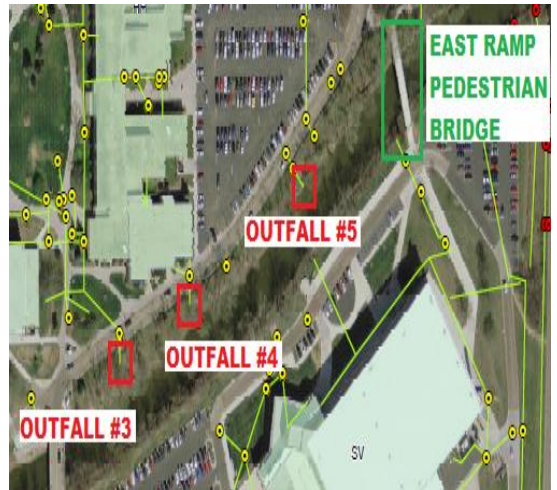 EAST RAMP
PEDESTRIAN
BRIDGE
OUTFALL #5
OUTFALL #4
OUTFALL #3
SV